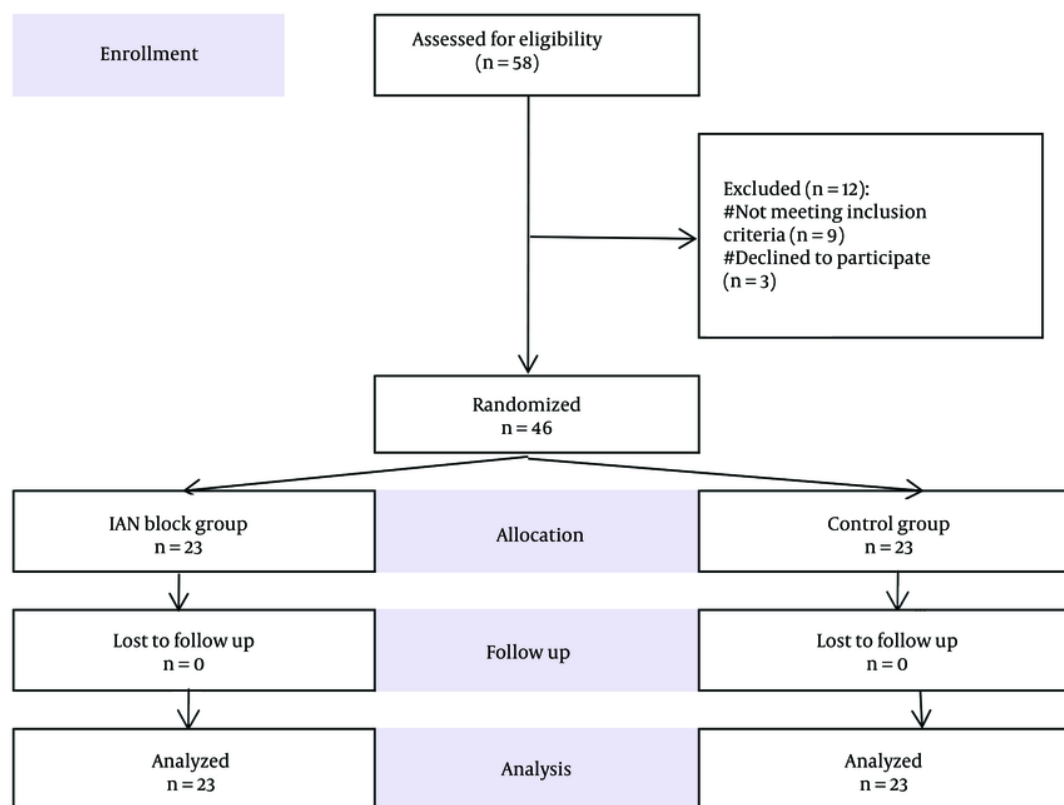 Enrollment
Assessed for eligibility
(n = 58)
Excluded (n = 12):
#Not meeting inclusion
criteria (n = 9)
#Declined to participate
(n = 3)
Randomized
n = 46
IAN block group
n = 23
Allocation
Control group
n = 23
Lost to follow up
n = 0
Follow up
Lost to follow up
n = 0
Analyzed
n = 23
Analysis
Analyzed
n = 23